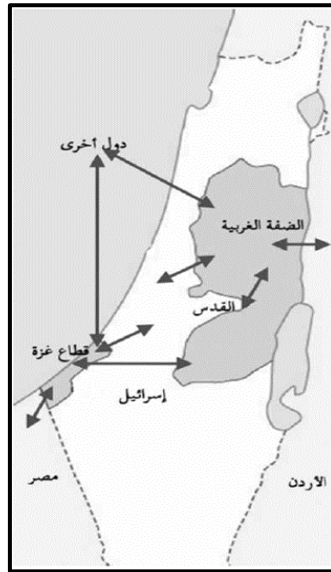 دول أخرى
الضفة الغربية
القدس
قطاع غزة
إسرائيل
مصر
الأردن